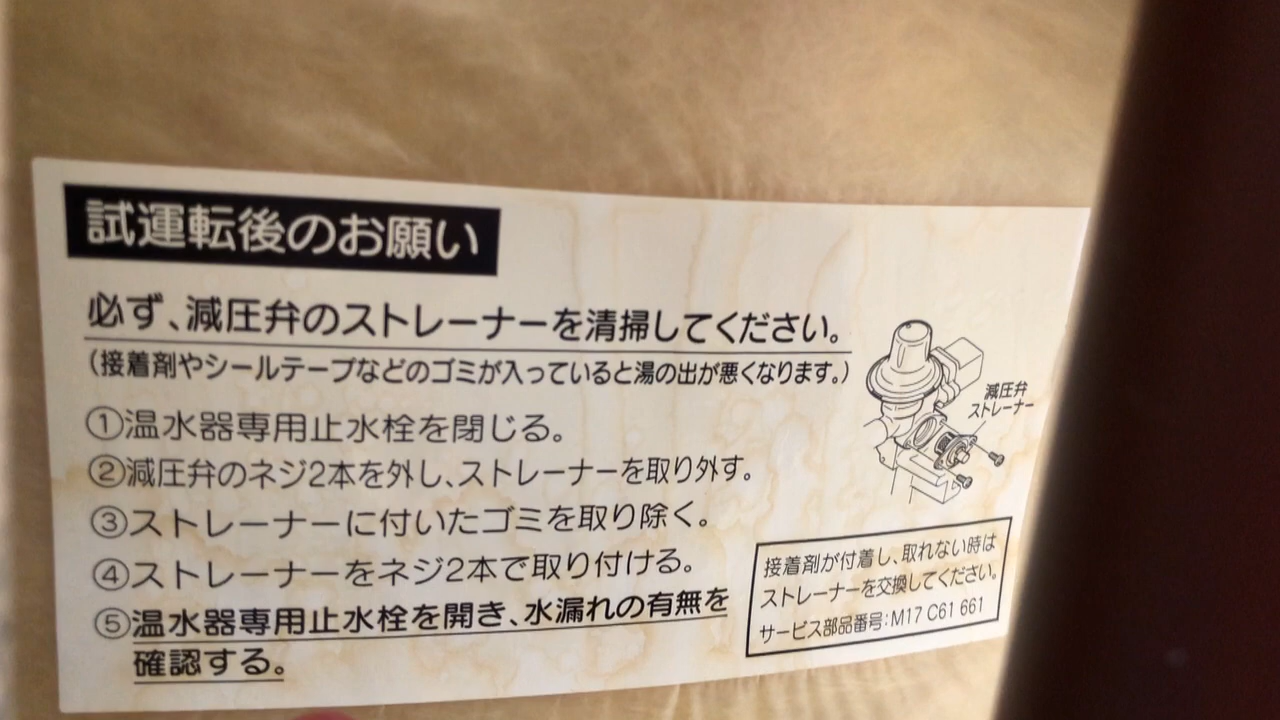 試運転後のお願い
必ず、減圧弁のストレーナーを清掃してください。
(接着剤やシールテープなどのゴミが入っていると湯の出が悪くなります。)
①温水器専用止水栓を閉じる。
②減圧弁のネジ2本を外し、ストレーナーを取り外す。
③ストレーナーに付いたゴミを取り除く。
④ストレーナーをネジ2本で取り付ける。
⑤温水器専用止水栓を開き、水漏れの有無を
確認する。
減圧弁
ストレーナー
接着剤が付着し、取れない時は
ストレーナーを交換してください。
サービス部品番号:M17 C61 661